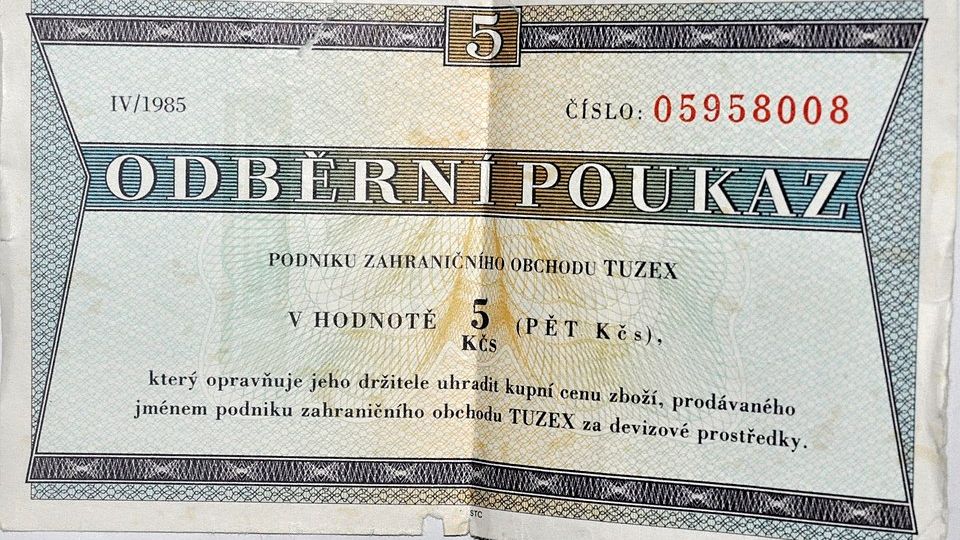 5
IV/1985
ČÍSLO: 05958008
ODBĚRNÍ POUKAZ
PODNIKU ZAHRANIČNÍHO OBCHODU TUZEX
V HODNOTĚ 5 Kčs (PĚT Kčs),
který opravňuje jeho držitele uhradit kupní cenu zboží, prodávaného
jménem podniku zahraničního obchodu TUZEX za devizové prostředky.
STC